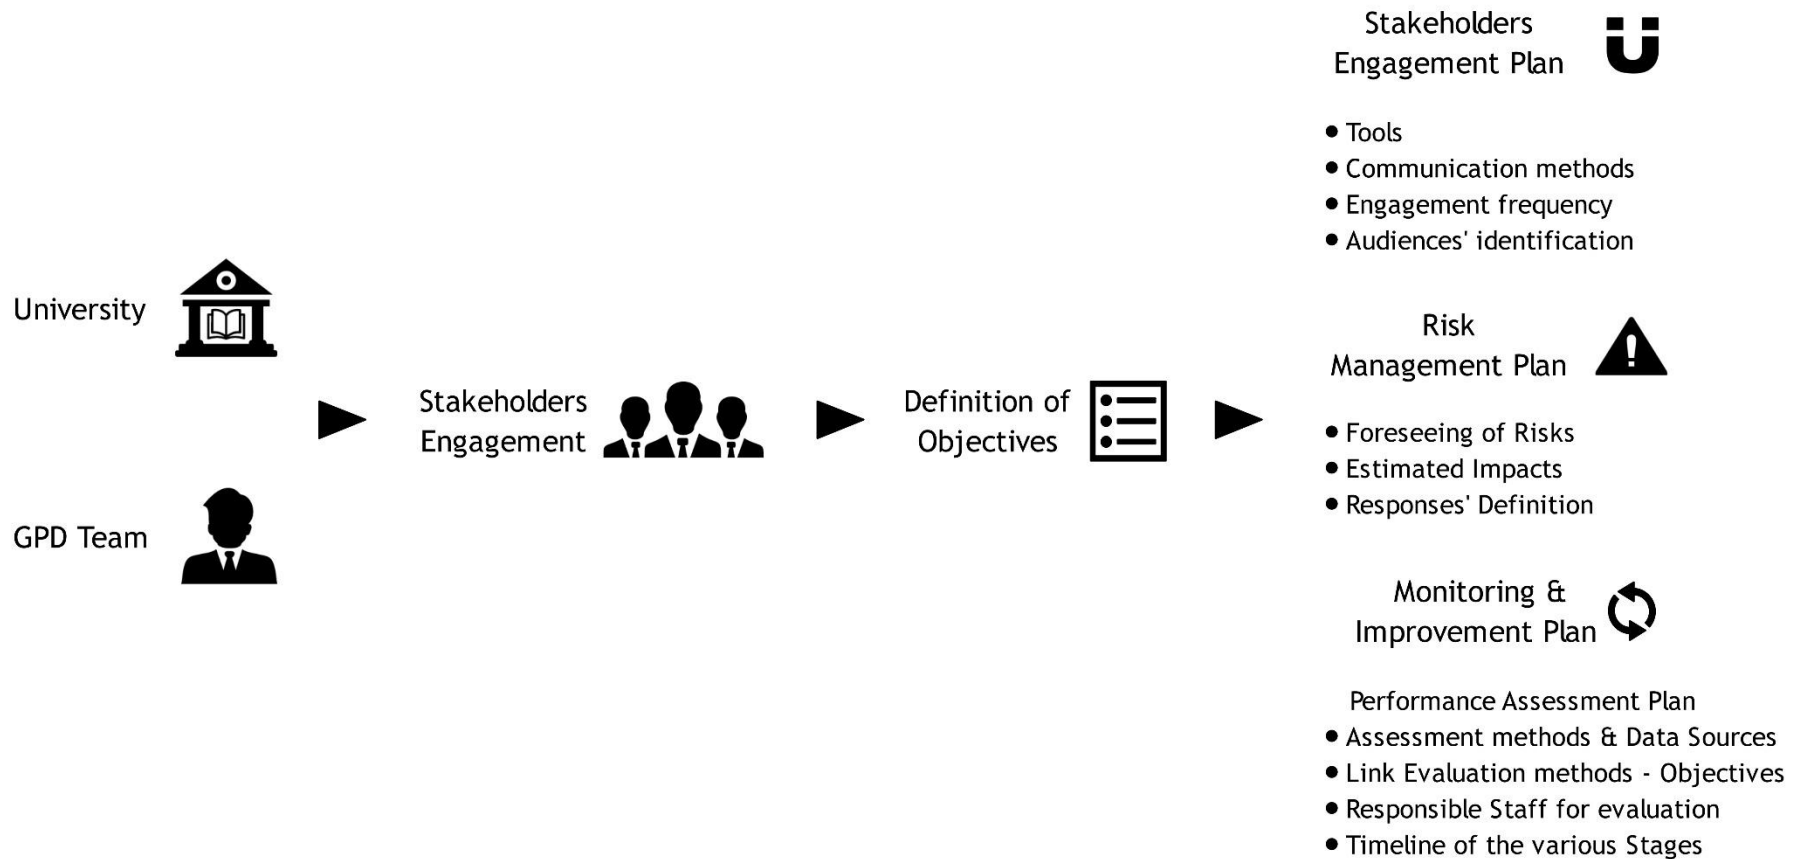 University
GPD Team
Stakeholders
Engagement
Definition of
Objectives
Stakeholders
Engagement Plan
• Tools
• Communication methods
• Engagement frequency
• Audiences' identification
Risk
Management Plan
• Foreseeing of Risks
• Estimated Impacts
• Responses' Definition
Monitoring &
Improvement Plan
Performance Assessment Plan
• Assessment methods & Data Sources
• Link Evaluation methods - Objectives
• Responsible Staff for evaluation
• Timeline of the various Stages